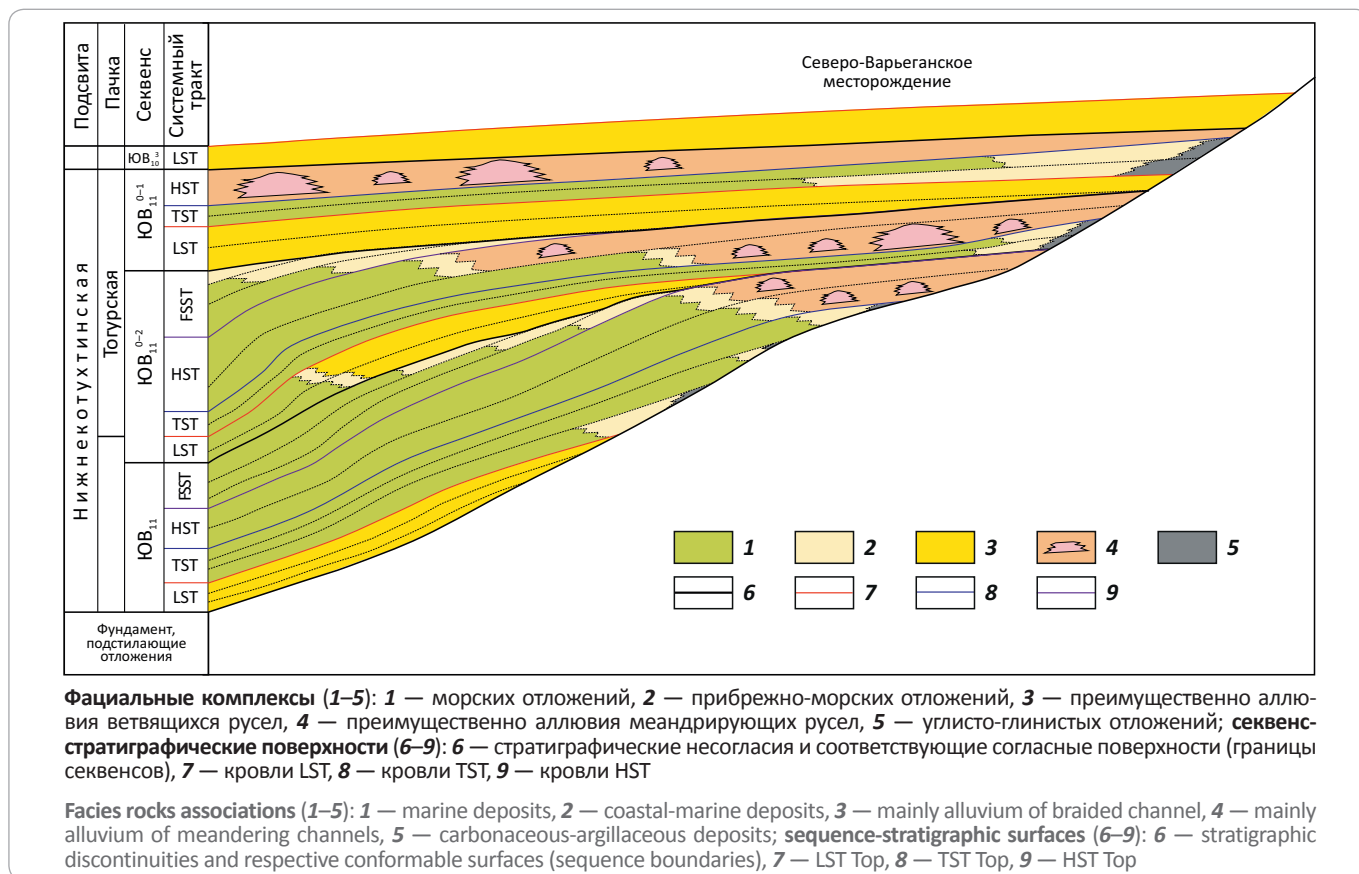 Подсвита
Пачка
Секвенс
Системный тракт
Северо-Варьеганское
месторождение
Нижнекотухтинская
Тогурская
ЮВ₁₀³
LST
ЮВ₁₁⁰⁻¹
HST
TST
LST
ЮВ₁₁⁰⁻²
FSST
HST
TST
LST
ЮВ₁₁
FSST
HST
TST
LST
Фундамент,
подстилающие
отложения
1
2
3
4
5
6
7
8
9
Фациальные комплексы (1–5): 1 — морских отложений, 2 — прибрежно-морских отложений, 3 — преимущественно аллю-
вия ветвящихся русел, 4 — преимущественно аллювия меандрирующих русел, 5 — углисто-глинистых отложений; секвенс-
стратиграфические поверхности (6–9): 6 — стратиграфические несогласия и соответствующие согласные поверхности (границы
секвенсов), 7 — кровли LST, 8 — кровли TST, 9 — кровли HST
Facies rocks associations (1–5): 1 — marine deposits, 2 — coastal-marine deposits, 3 — mainly alluvium of braided channel, 4 — mainly
alluvium of meandering channels, 5 — carbonaceous-argillaceous deposits; sequence-stratigraphic surfaces (6–9): 6 — stratigraphic
discontinuities and respective conformable surfaces (sequence boundaries), 7 — LST Top, 8 — TST Top, 9 — HST Top